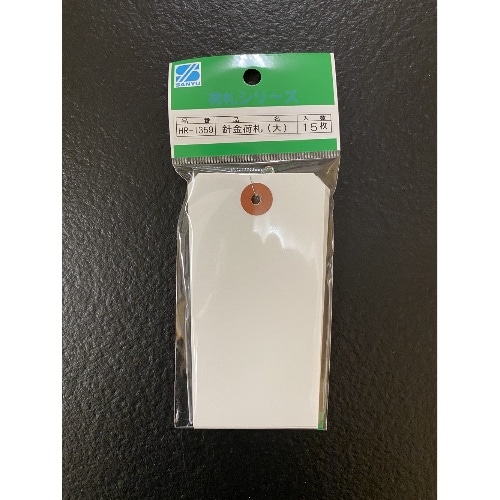 SANYU
荷札シリーズ
品番 品名 入数
HR-1359 針金荷札(大) 15枚